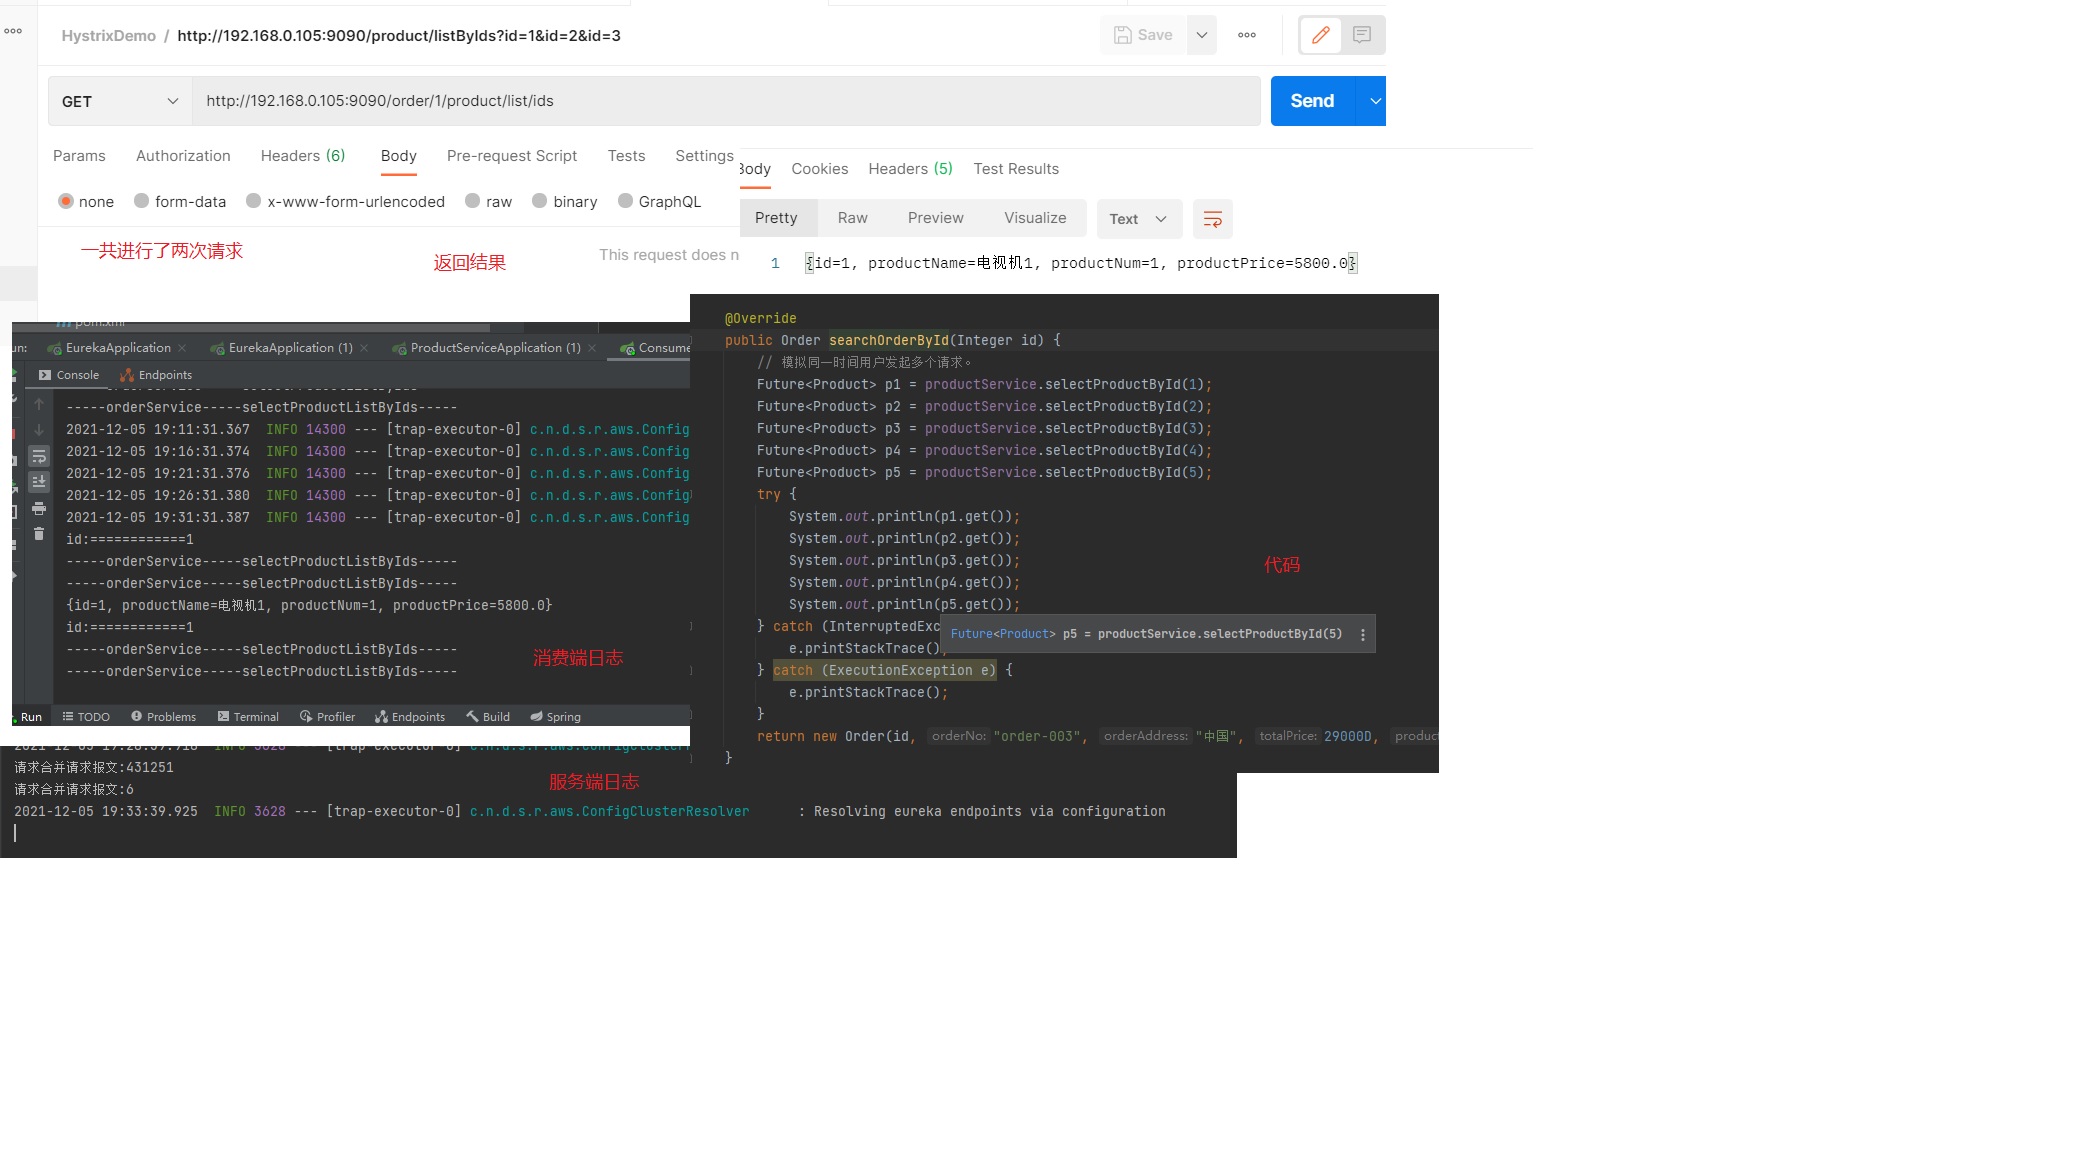 HystrixDemo / http://192.168.0.105:9090/product/listByIds?id=1&id=2&id=3
Save
GET
http://192.168.0.105:9090/order/1/product/list/ids
Send
Params Authorization Headers (6) Body Pre-request Script Tests Settings
none form-data x-www-form-urlencoded raw binary GraphQL
一共进行了两次请求
返回结果
This request does n
Body Cookies Headers (5) Test Results
Pretty Raw Preview Visualize Text
1 {id=1, productName=电视机1, productNum=1, productPrice=5800.0}
pom.xml
un: EurekaApplication EurekaApplication (1) ProductServiceApplication (1) Consume
Console Endpoints
-----orderService-----selectProductListByIds-----
-----orderService-----selectProductListByIds-----
2021-12-05 19:11:31.367 INFO 14300 --- [trap-executor-0] c.n.d.s.r.aws.Config
2021-12-05 19:16:31.374 INFO 14300 --- [trap-executor-0] c.n.d.s.r.aws.Config
2021-12-05 19:21:31.376 INFO 14300 --- [trap-executor-0] c.n.d.s.r.aws.Config
2021-12-05 19:26:31.380 INFO 14300 --- [trap-executor-0] c.n.d.s.r.aws.Config
2021-12-05 19:31:31.387 INFO 14300 --- [trap-executor-0] c.n.d.s.r.aws.Config
id:============1
-----orderService-----selectProductListByIds-----
-----orderService-----selectProductListByIds-----
{id=1, productName=电视机1, productNum=1, productPrice=5800.0}
id:============1
-----orderService-----selectProductListByIds-----
-----orderService-----selectProductListByIds-----
消费端日志
Run TODO Problems Terminal Profiler Endpoints Build Spring
@Override
public Order searchOrderById(Integer id) {
// 模拟同一时间用户发起多个请求。
Future<Product> p1 = productService.selectProductById(1);
Future<Product> p2 = productService.selectProductById(2);
Future<Product> p3 = productService.selectProductById(3);
Future<Product> p4 = productService.selectProductById(4);
Future<Product> p5 = productService.selectProductById(5);
try {
System.out.println(p1.get());
System.out.println(p2.get());
System.out.println(p3.get());
System.out.println(p4.get());
System.out.println(p5.get());
代码
} catch (InterruptedExc
Future<Product> p5 = productService.selectProductById(5)
e.printStackTrace();
} catch (ExecutionException e) {
e.printStackTrace();
}
return new Order(id, orderNo: "order-003", orderAddress: "中国", totalPrice: 29000D, product
}
2021-12-05 19:28:39.918 INFO 3628 --- [trap-executor-0] c.n.d.s.r.aws.ConfigClusterR
请求合并请求报文:431251
服务端日志
请求合并请求报文:6
2021-12-05 19:33:39.925 INFO 3628 --- [trap-executor-0] c.n.d.s.r.aws.ConfigClusterResolver : Resolving eureka endpoints via configuration